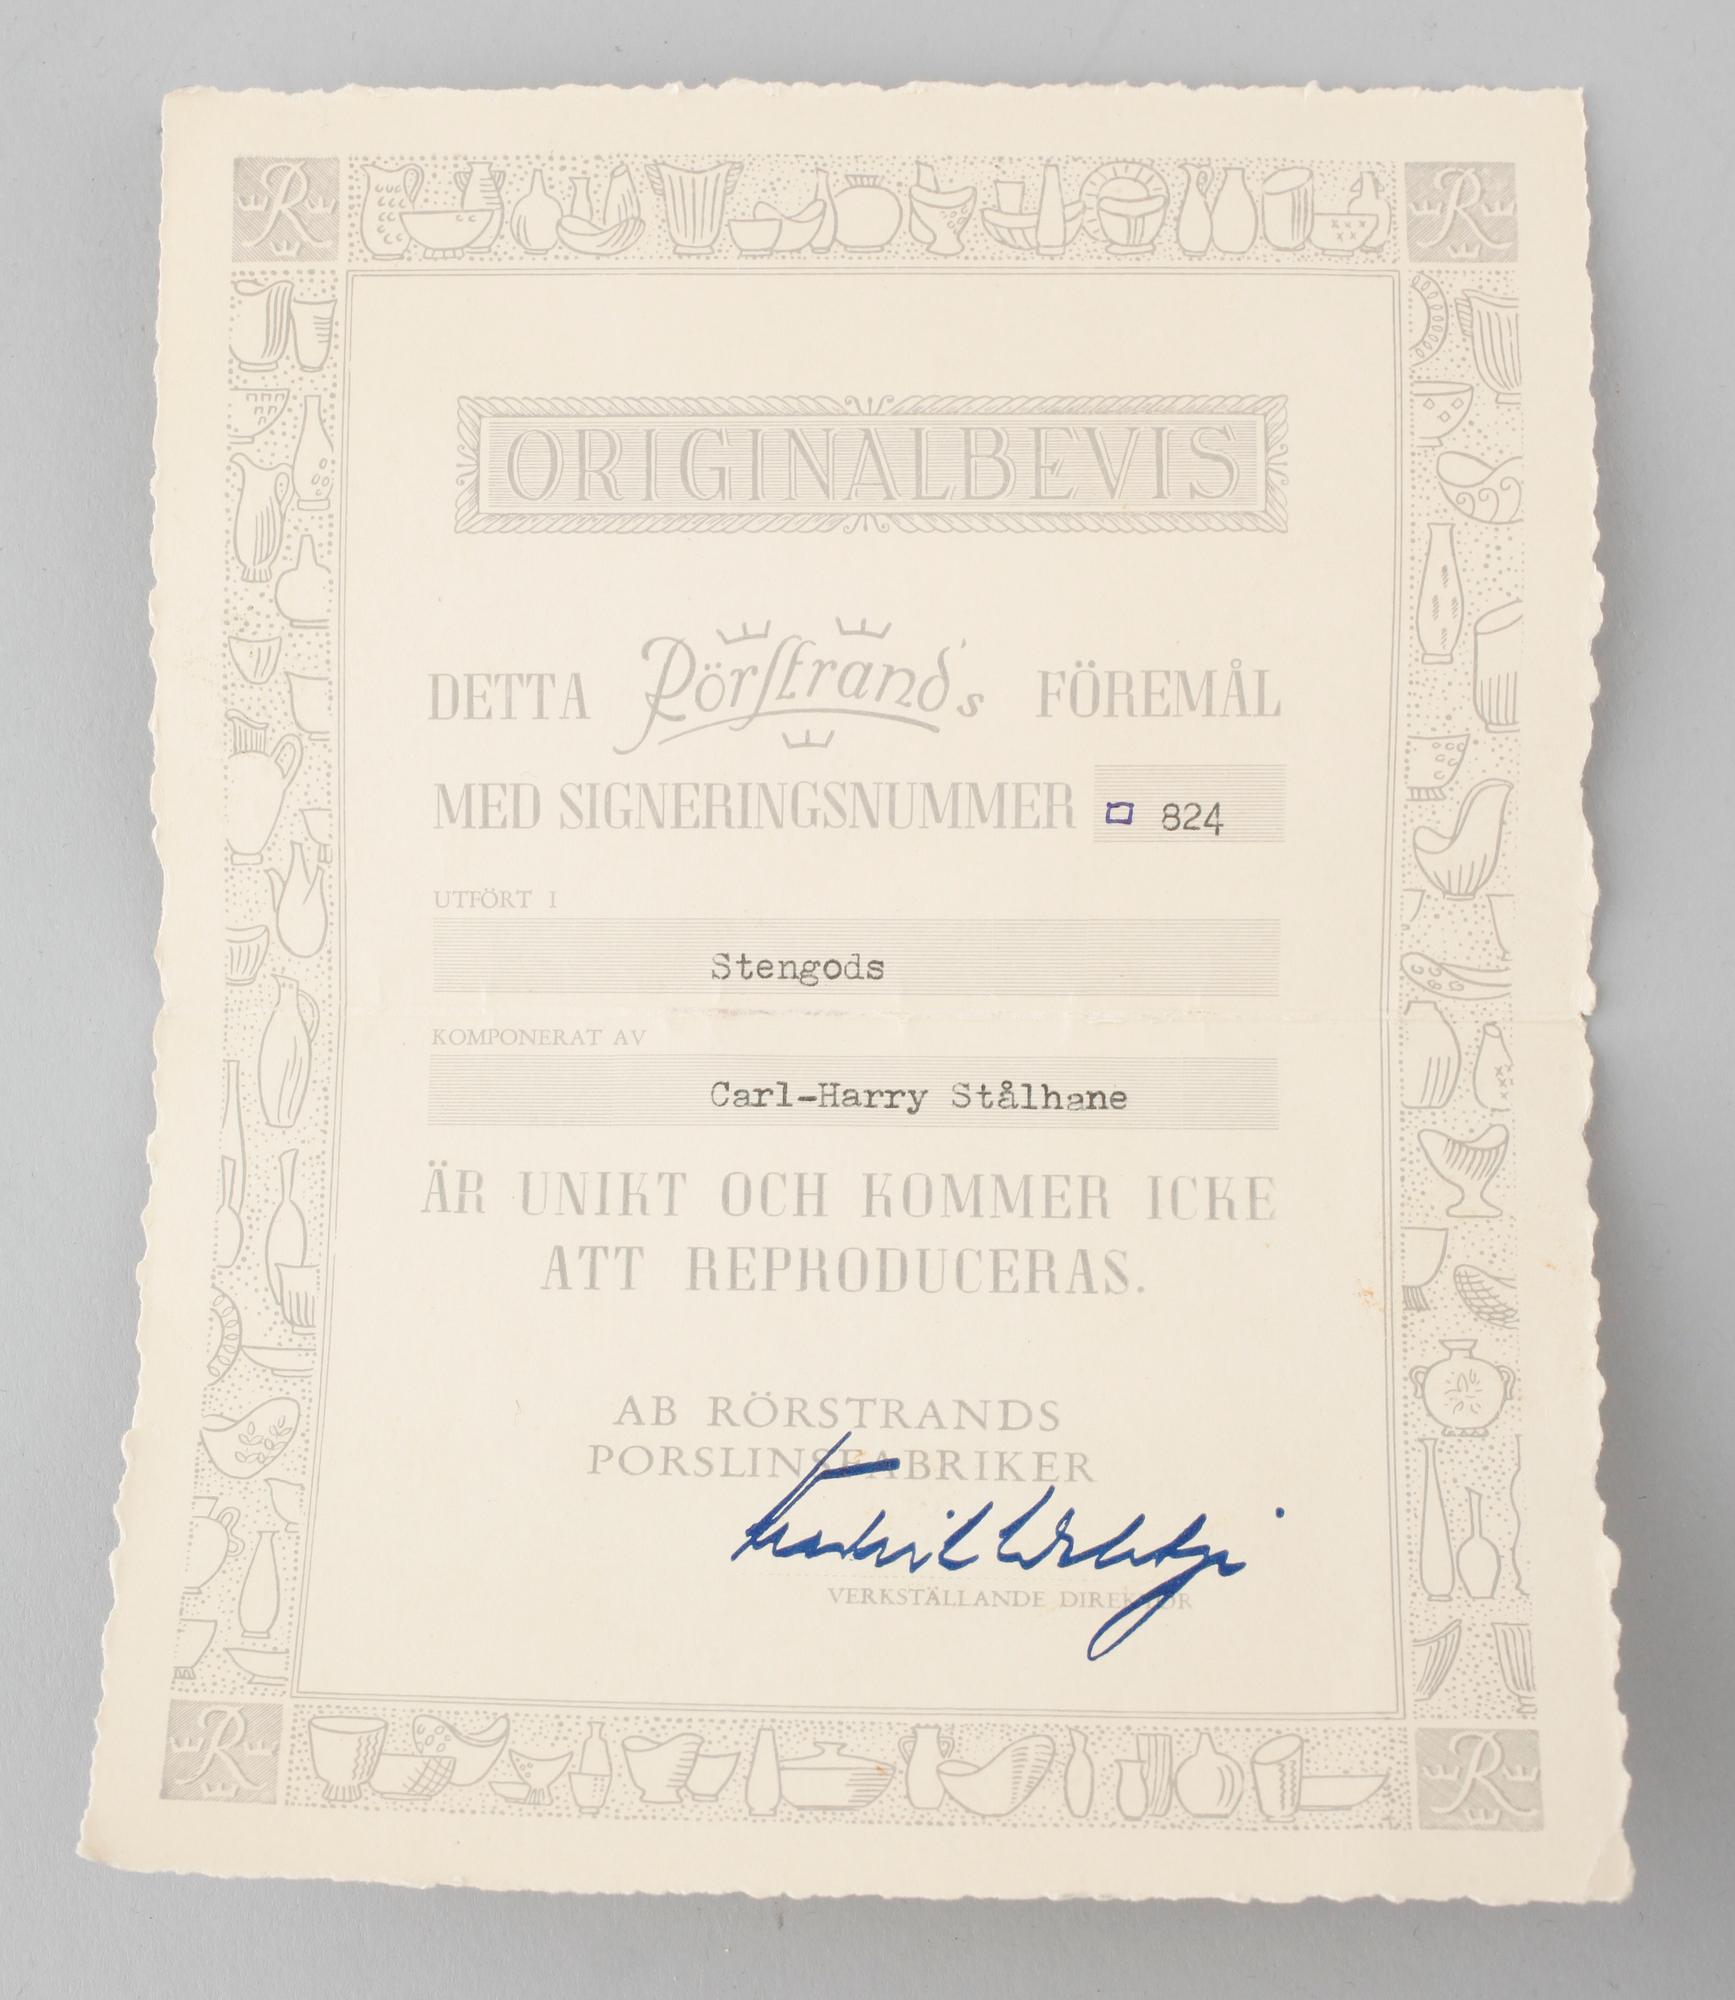 R
R
ORIGINALBEVIS
DETTA Rörstrand's FÖREMÅL
MED SIGNERINGSNUMMER 824
UTFÖRT I
Stengods
KOMPONERAT AV
Carl-Harry Stålhane
ÄR UNIKT OCH KOMMER ICKE
ATT REPRODUCERAS.
AB RÖRSTRANDS
PORSLINSFABRIKER
VERKSTÄLLANDE DIREKTÖR
R
R